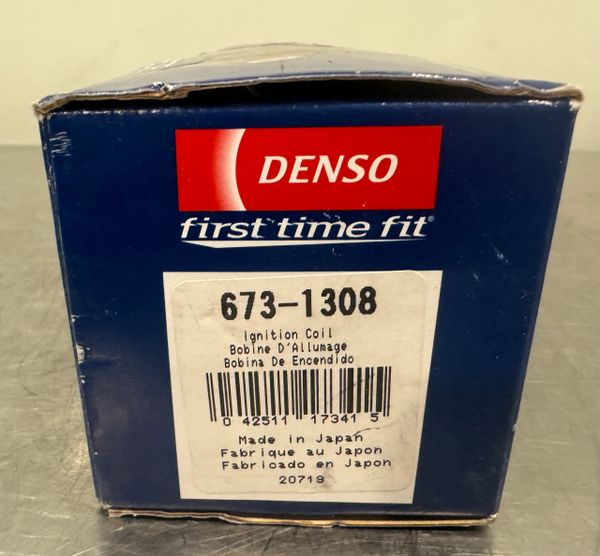 DENSO
first time fit®
673-1308
Ignition Coil
Bobine D'Allumage
Bobina De Encendido
0 42511 17341 5
Made in Japan
Fabrique au Japon
Fabricado en Japon
20719